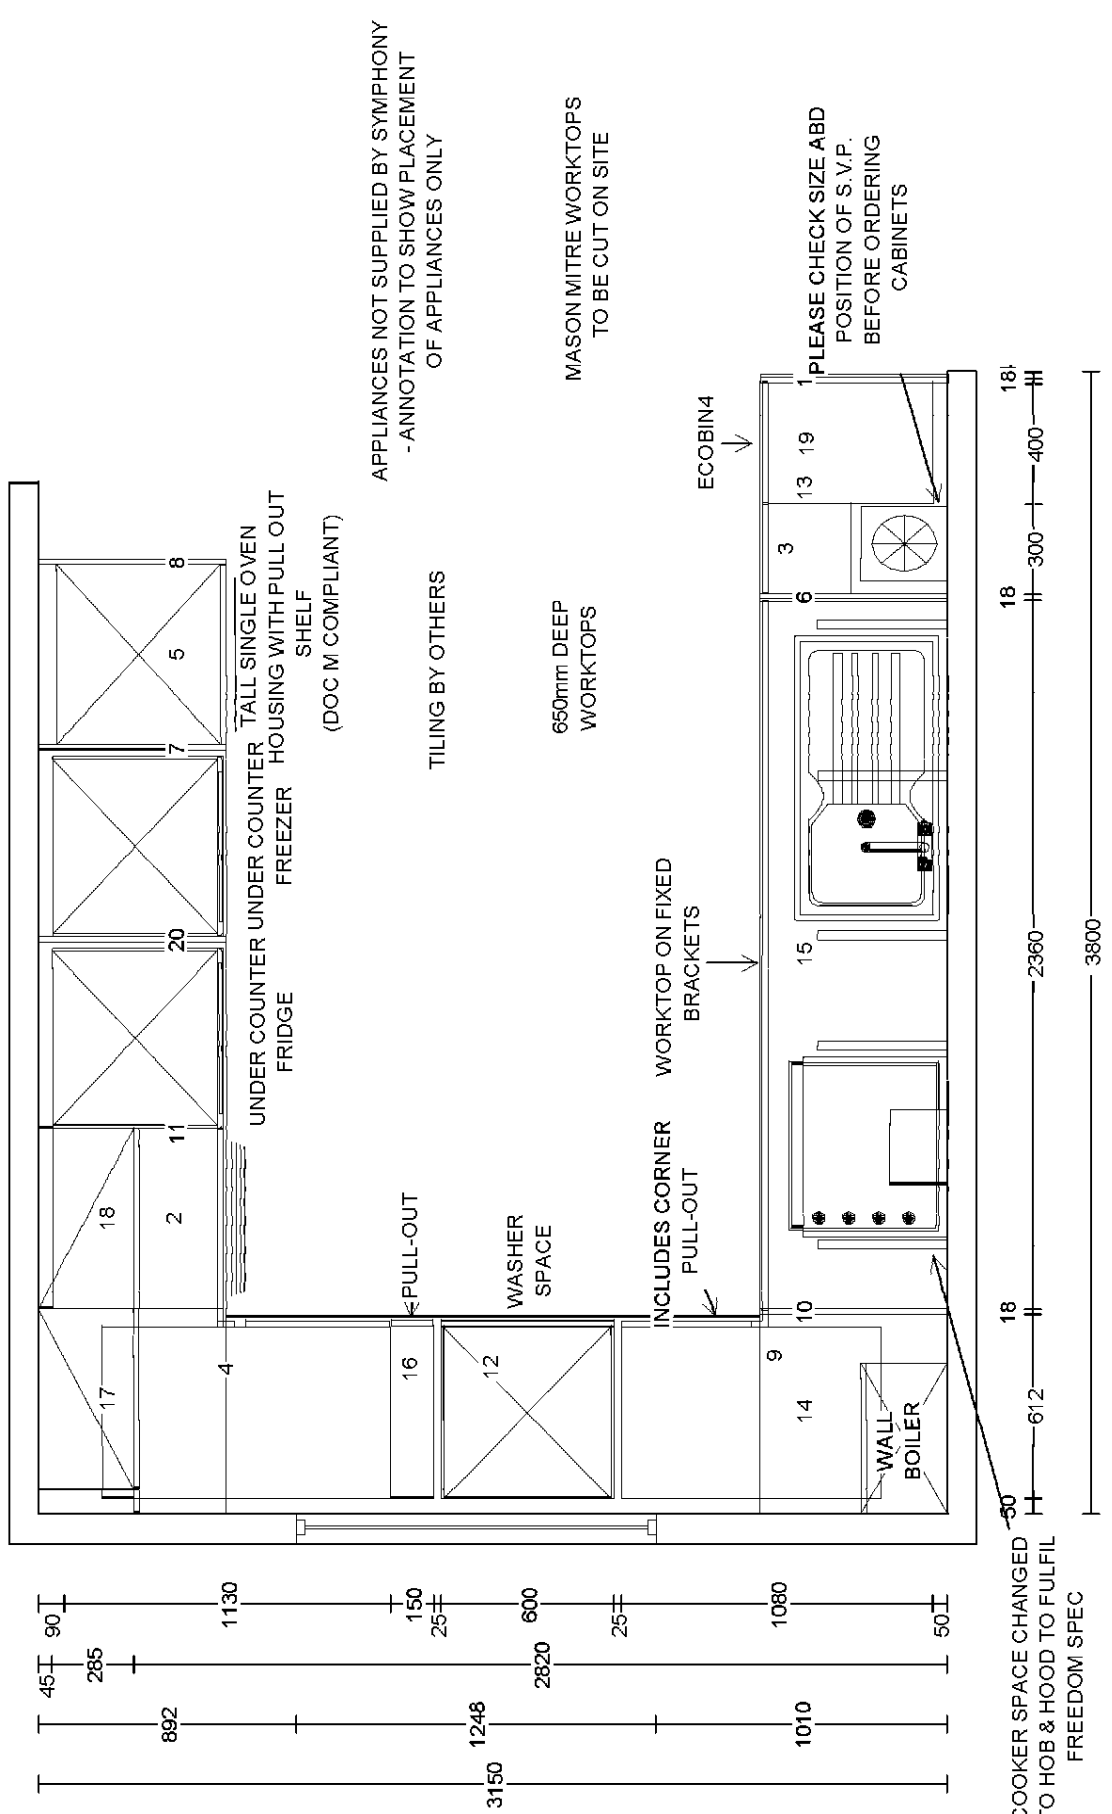 APPLIANCES NOT SUPPLIED BY SYMPHONY
- ANNOTATION TO SHOW PLACEMENT
OF APPLIANCES ONLY
MASON MITRE WORKTOPS
TO BE CUT ON SITE
PLEASE CHECK SIZE ABD
POSITION OF S.V.P.
BEFORE ORDERING
CABINETS
ECOBIN4
TALL SINGLE OVEN
HOUSING WITH PULL OUT
SHELF
(DOC M COMPLIANT)
TILING BY OTHERS
650mm DEEP
WORKTOPS
UNDER COUNTER
FREEZER
UNDER COUNTER
FRIDGE
WORKTOP ON FIXED
BRACKETS
PULL-OUT
WASHER
SPACE
INCLUDES CORNER
PULL-OUT
WALL
BOILER
COOKER SPACE CHANGED
TO HOB & HOOD TO FULFIL
FREEDOM SPEC
8
5
7
20
11
18
2
17
4
16
12
9
14
10
15
6
3
13
19
1
90
1130
150
25
600
25
1080
50
45
285
2820
892
1248
1010
3150
50
612
18
2360
18
300
400
18
3800